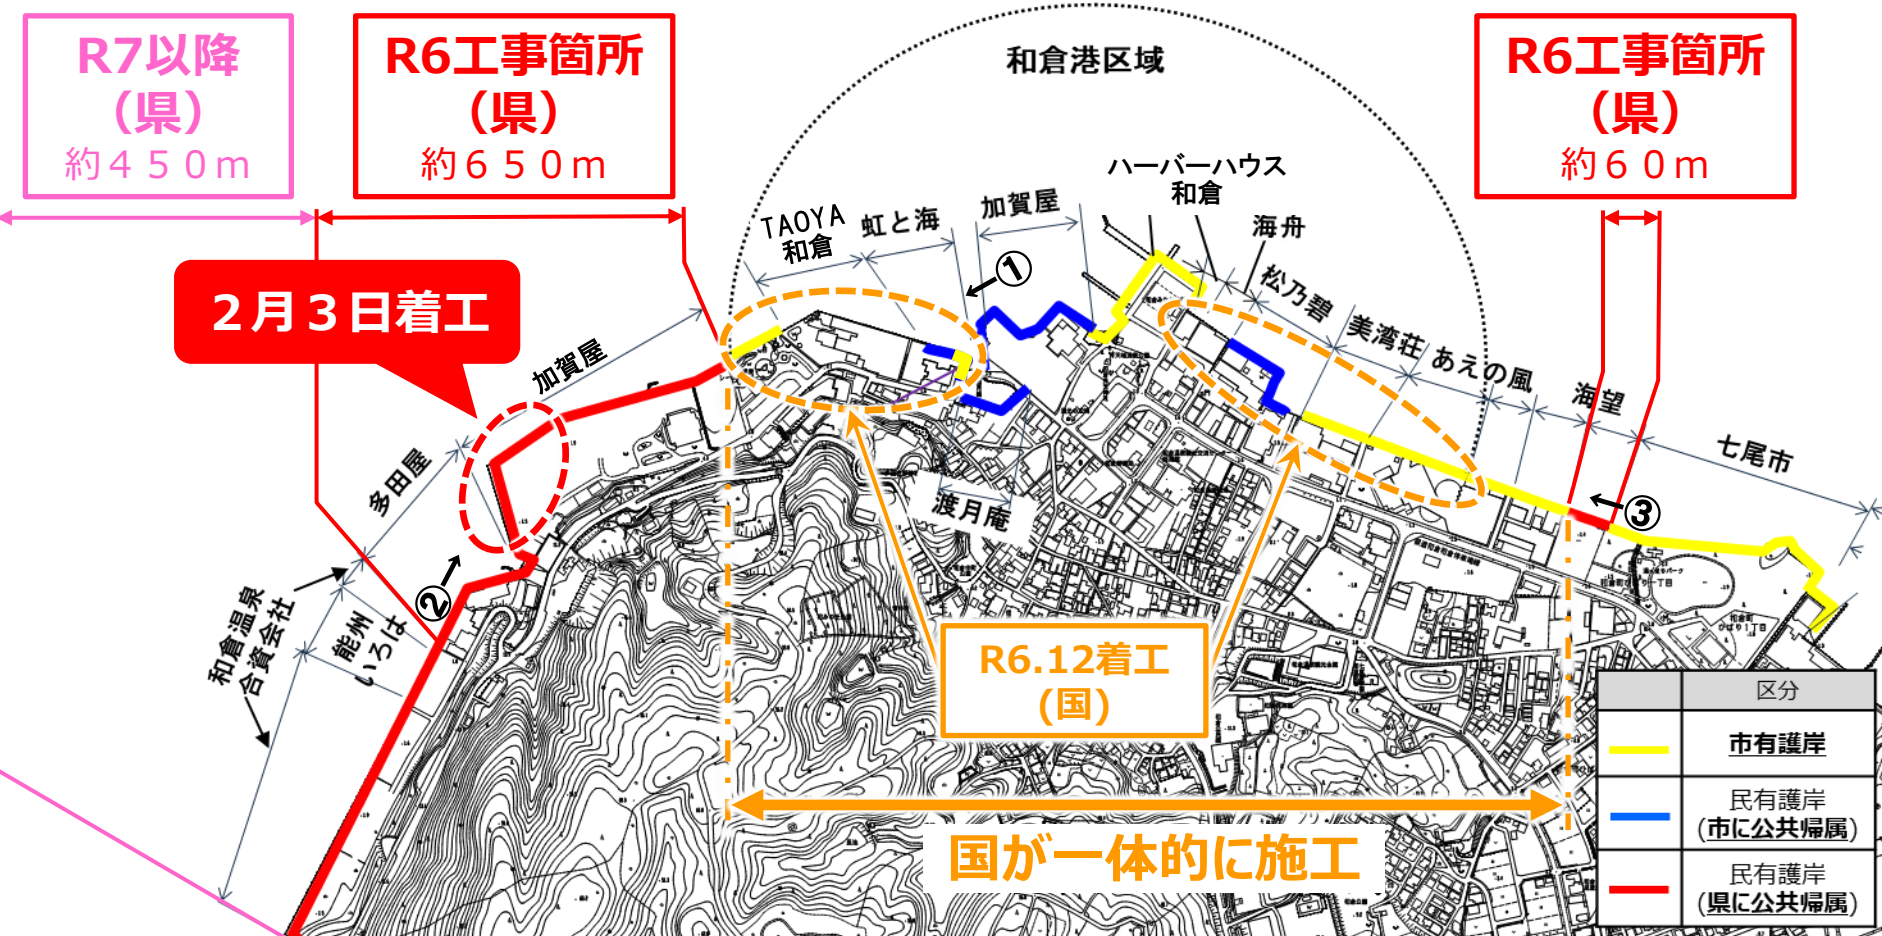 R7以降
（県）
約４５０ｍ
R6工事箇所
（県）
約６５０ｍ
和倉港区域
R6工事箇所
（県）
約６０ｍ
ハーバーハウス
和倉
TAOYA
和倉
虹と海
加賀屋
海舟
①
松乃碧
美湾荘
あえの風
海望
七尾市
２月３日着工
加賀屋
多田屋
渡月庵
③
②
和倉温泉
合資会社
能州
いろは
R6.12着工
(国)
国が一体的に施工
区分
市有護岸
民有護岸
(市に公共帰属)
民有護岸
(県に公共帰属)